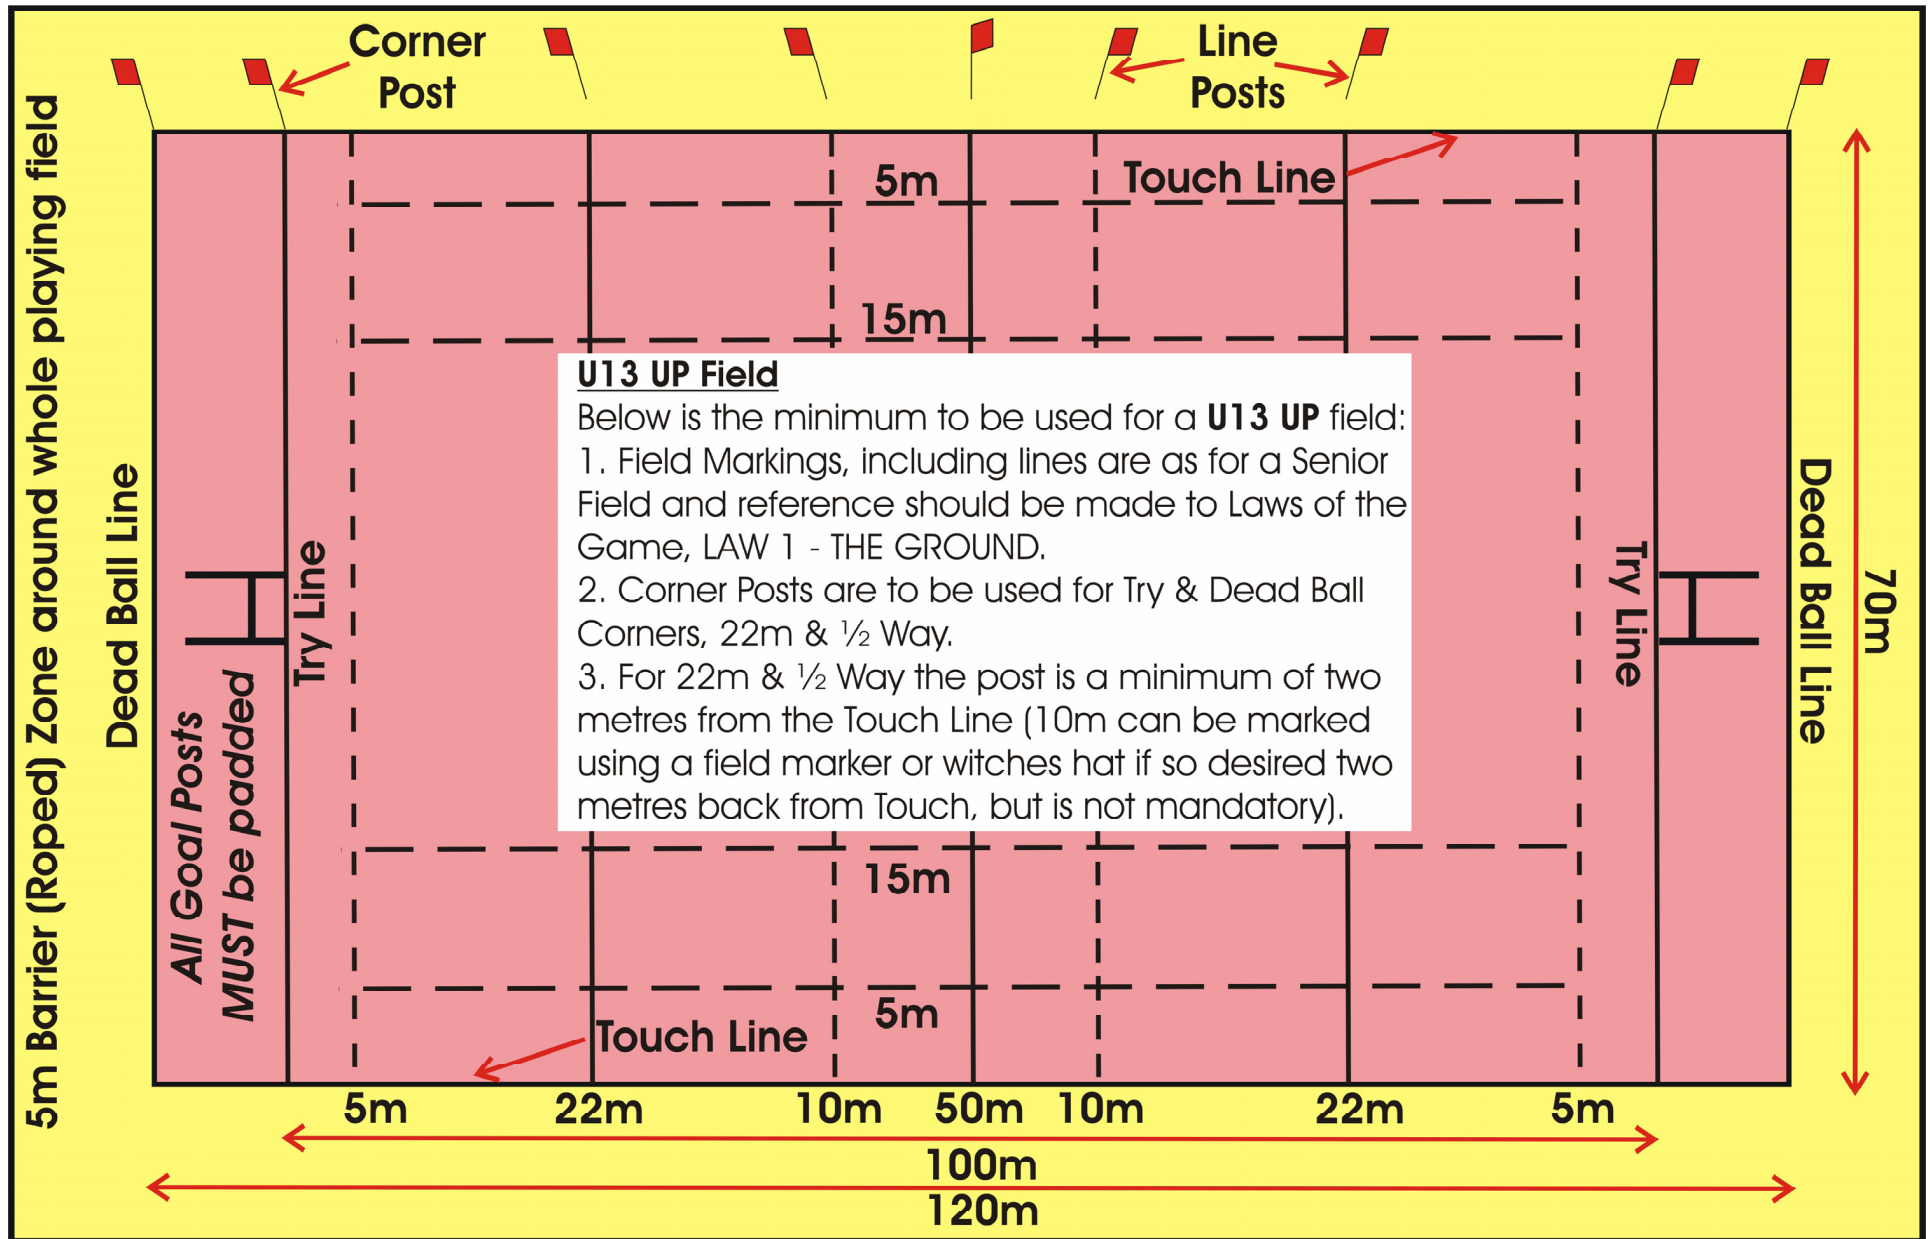 Corner
Post
Line
Posts
5m Barrier (Roped) Zone around whole playing field
Dead Ball Line
All Goal Posts
MUST be padded
Try Line
5m
Touch Line
15m
U13 UP Field
Below is the minimum to be used for a U13 UP field:
1. Field Markings, including lines are as for a Senior
Field and reference should be made to Laws of the
Game, LAW 1 - THE GROUND.
2. Corner Posts are to be used for Try & Dead Ball
Corners, 22m & ½ Way.
3. For 22m & ½ Way the post is a minimum of two
metres from the Touch Line (10m can be marked
using a field marker or witches hat if so desired two
metres back from Touch, but is not mandatory).
Try Line
Dead Ball Line
70m
15m
5m
Touch Line
5m 22m 10m 50m 10m 22m 5m
100m
120m